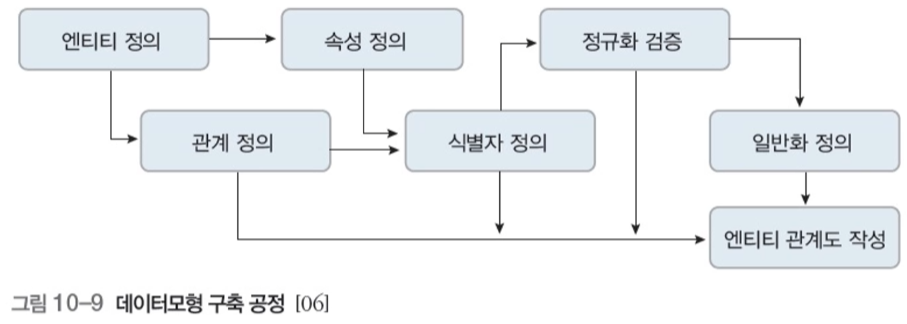 엔티티 정의
속성 정의
정규화 검증
관계 정의
식별자 정의
일반화 정의
엔티티 관계도 작성
그림 10-9 데이터모형 구축 공정 [06]